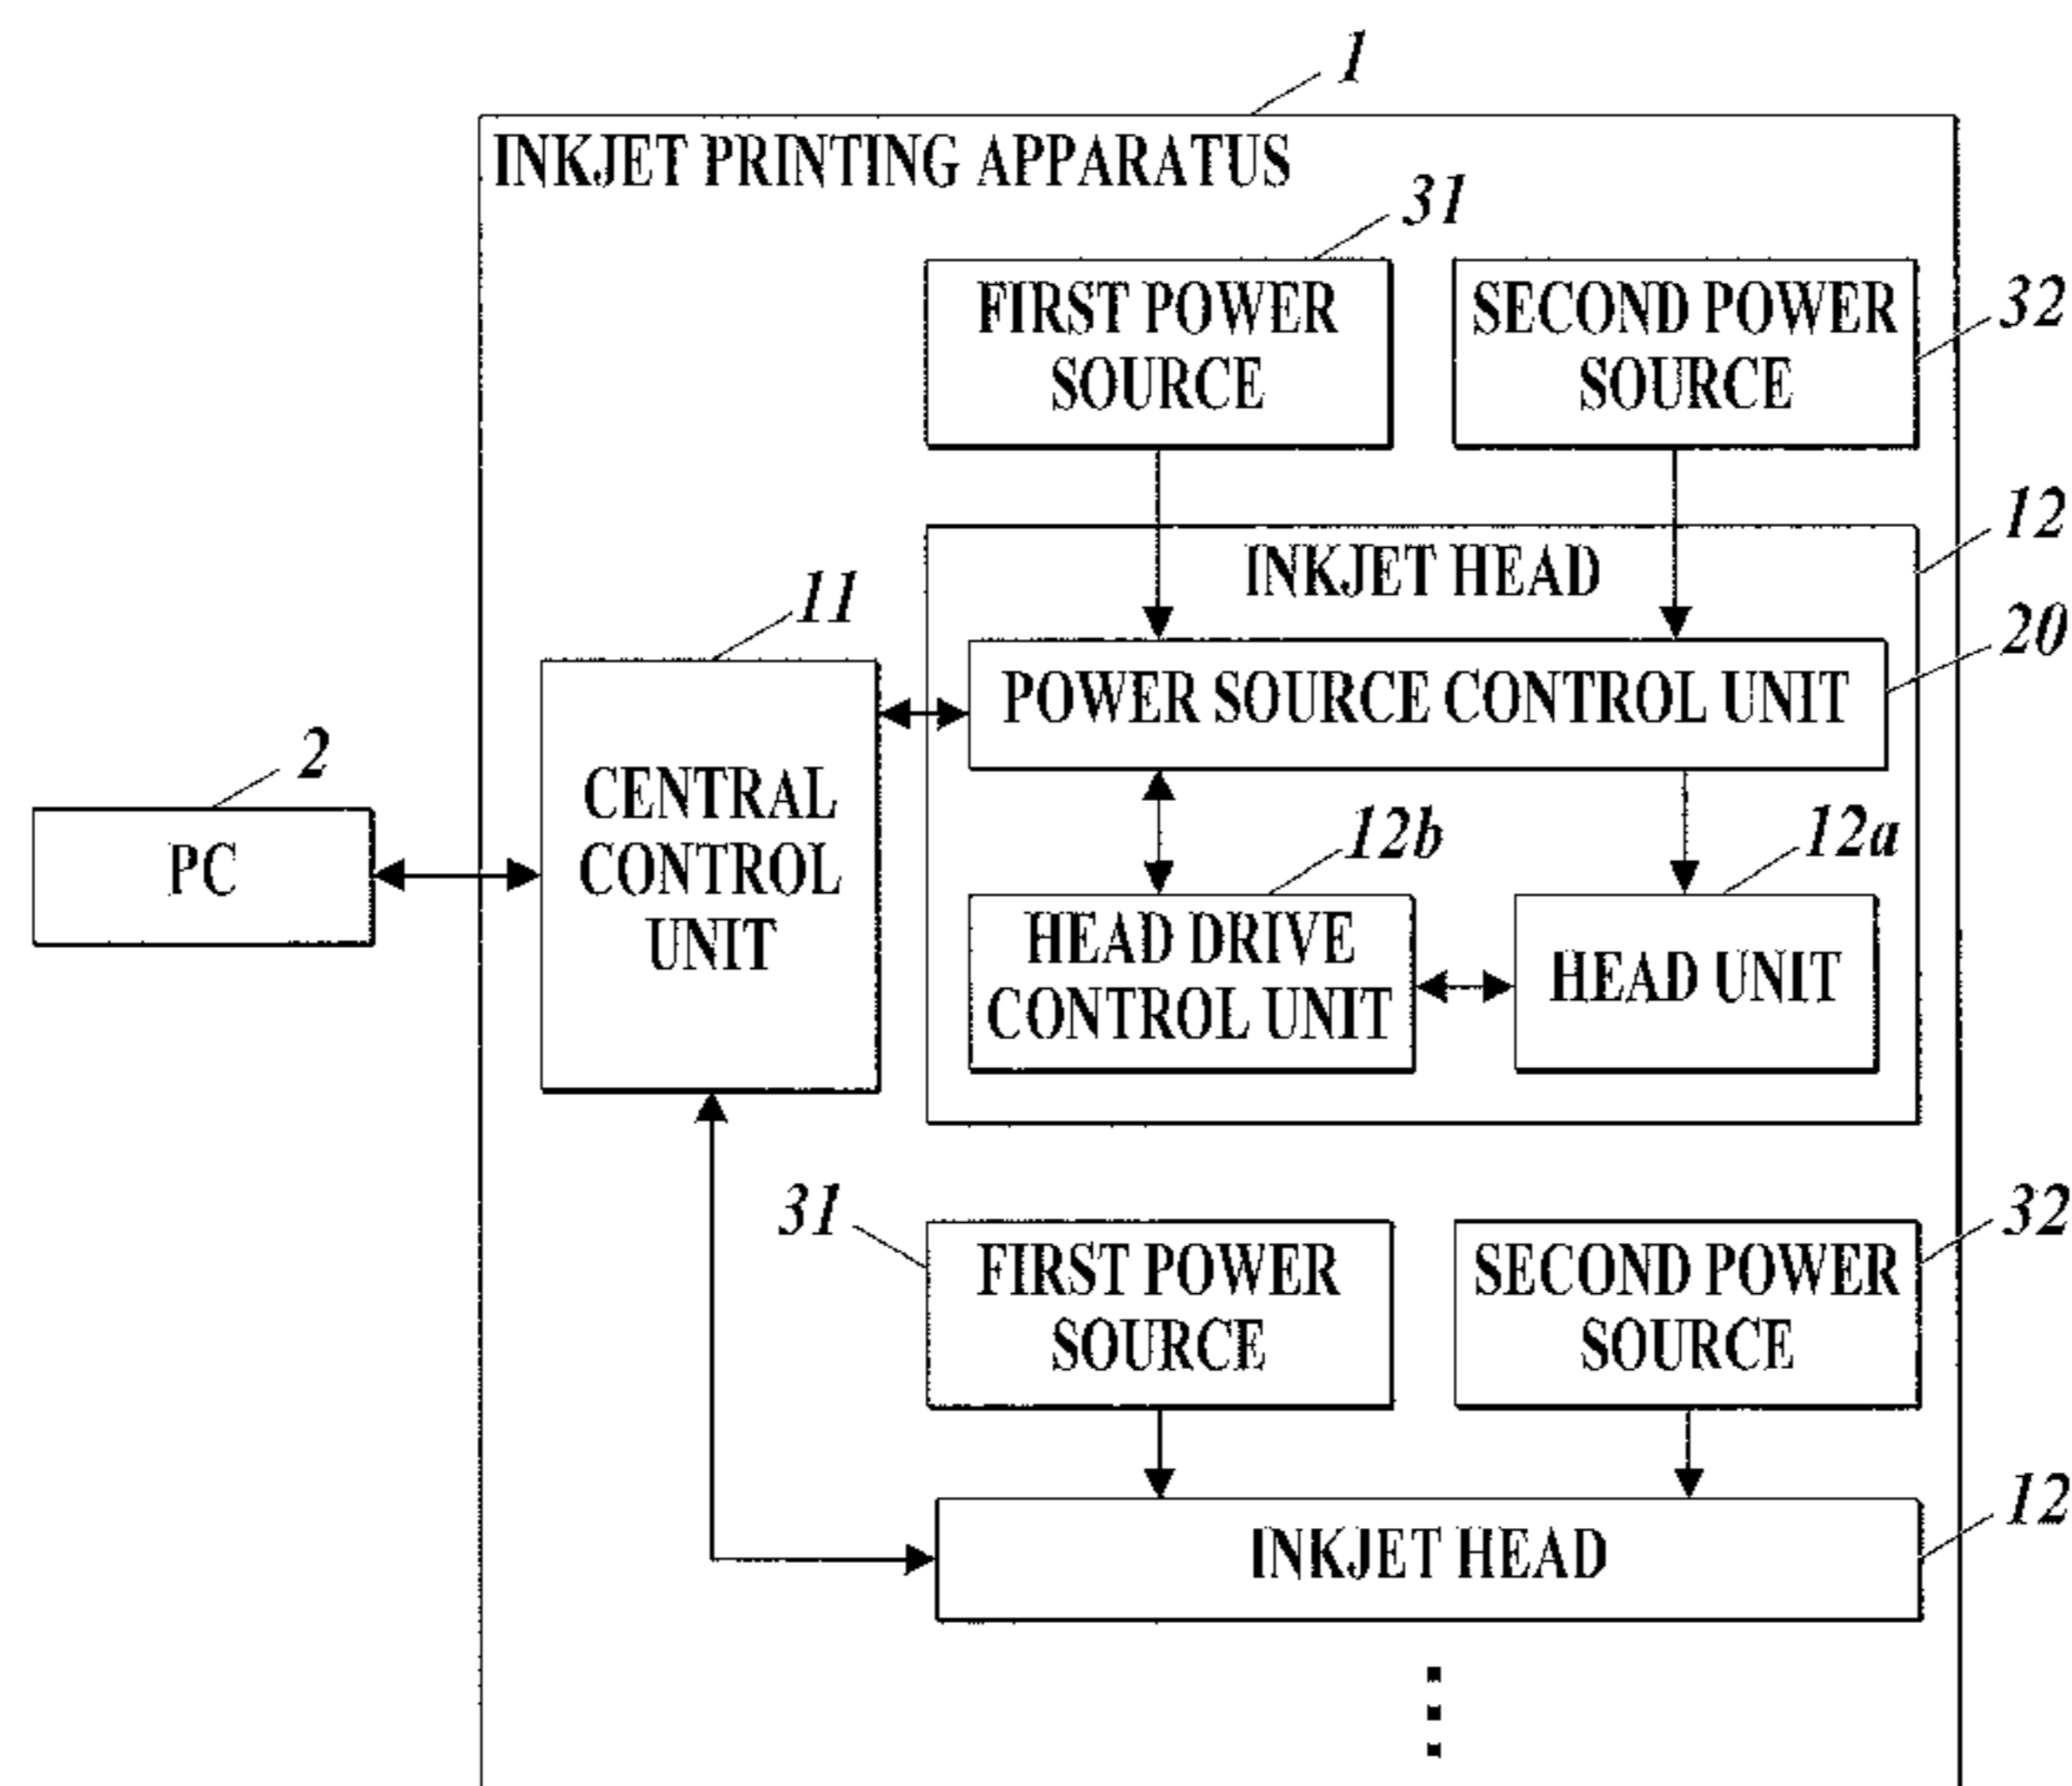 1
INKJET PRINTING APPARATUS
31
FIRST POWER
SOURCE
SECOND POWER
SOURCE
32
12
INKJET HEAD
11
20
POWER SOURCE CONTROL UNIT
2
PC
CENTRAL
CONTROL
UNIT
12b
12a
HEAD DRIVE
CONTROL UNIT
HEAD UNIT
31
FIRST POWER
SOURCE
SECOND POWER
SOURCE
32
12
INKJET HEAD